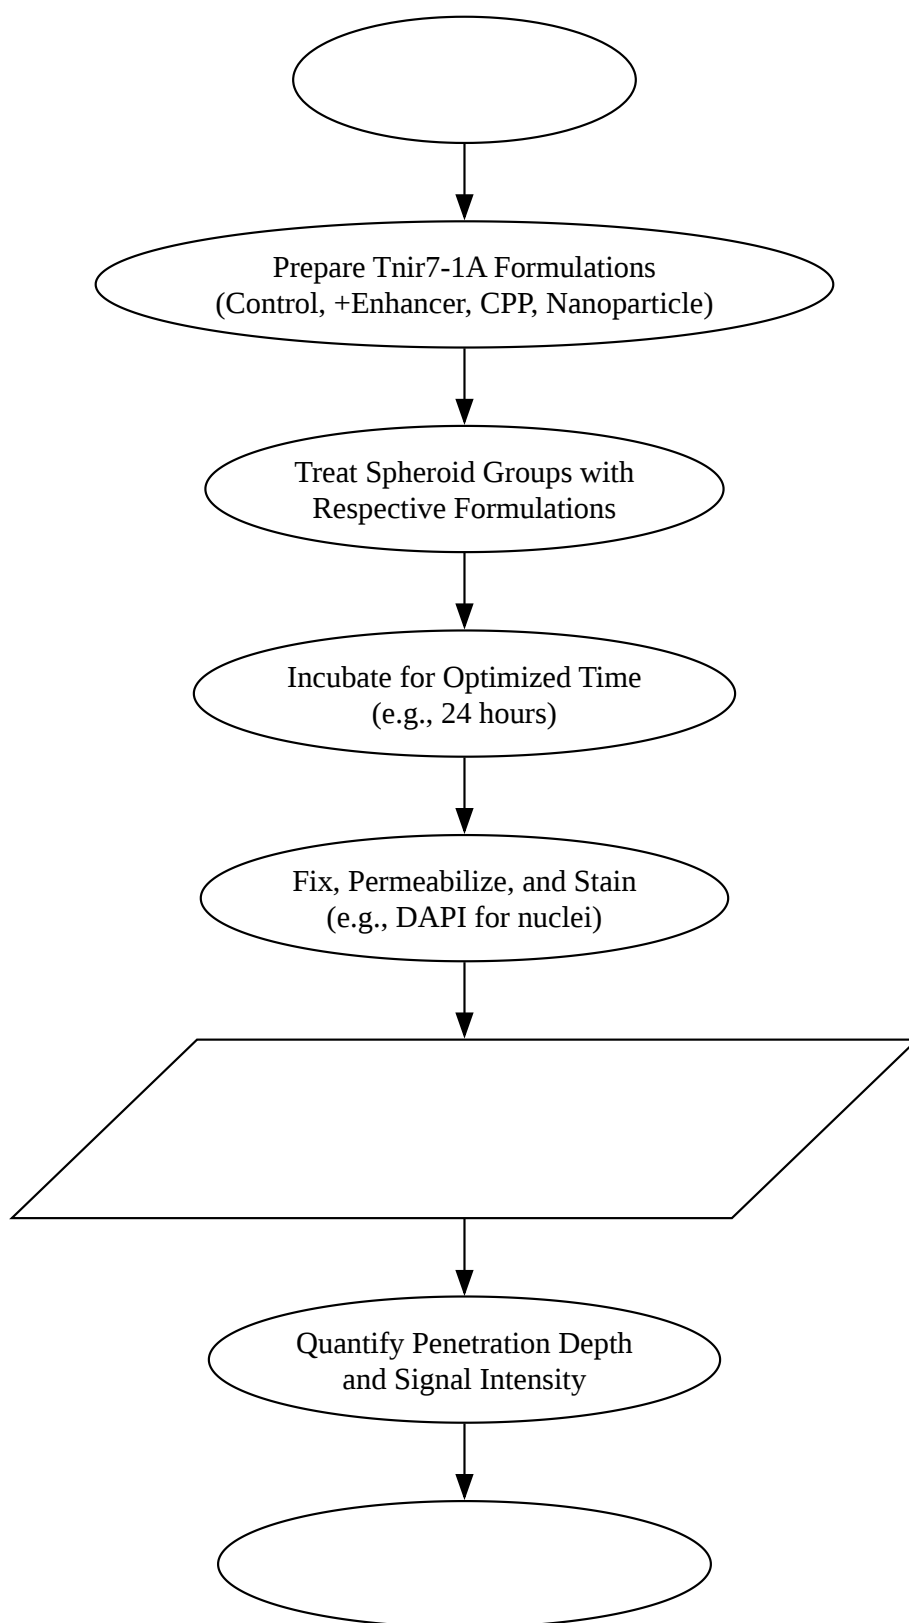 Prepare Tnir7-1A Formulations
(Control, +Enhancer, CPP, Nanoparticle)
Treat Spheroid Groups with
Respective Formulations
Incubate for Optimized Time
(e.g., 24 hours)
Fix, Permeabilize, and Stain
(e.g., DAPI for nuclei)
Quantify Penetration Depth
and Signal Intensity